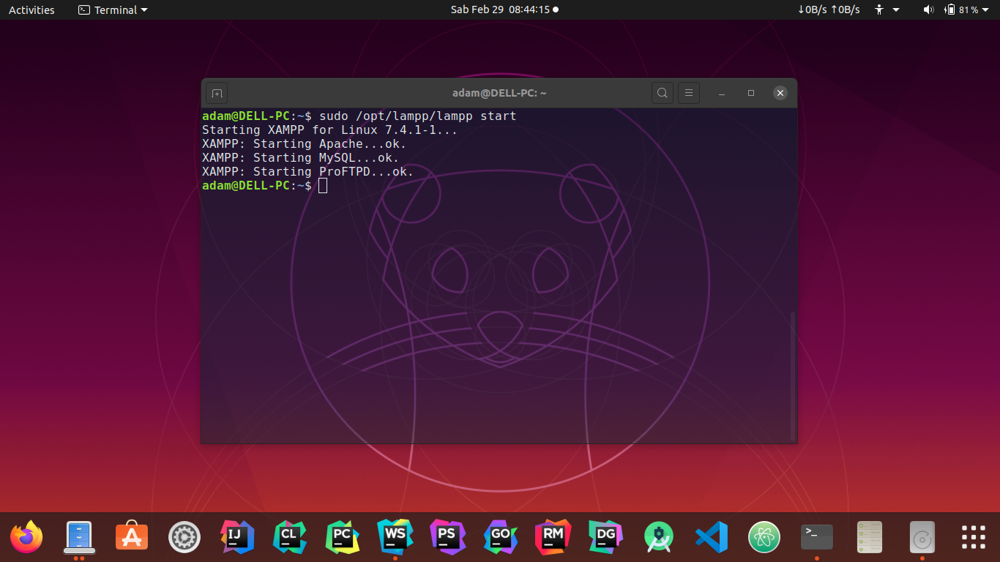 Activities Terminal Sab Feb 29 08:44:15 ↓0B/s ↑0B/s 81%
adam@DELL-PC: ~
adam@DELL-PC:~$ sudo /opt/lampp/lampp start
Starting XAMPP for Linux 7.4.1-1...
XAMPP: Starting Apache...ok.
XAMPP: Starting MySQL...ok.
XAMPP: Starting ProFTPD...ok.
adam@DELL-PC:~$
A IJ CL PC WS PS GO RM DG >_